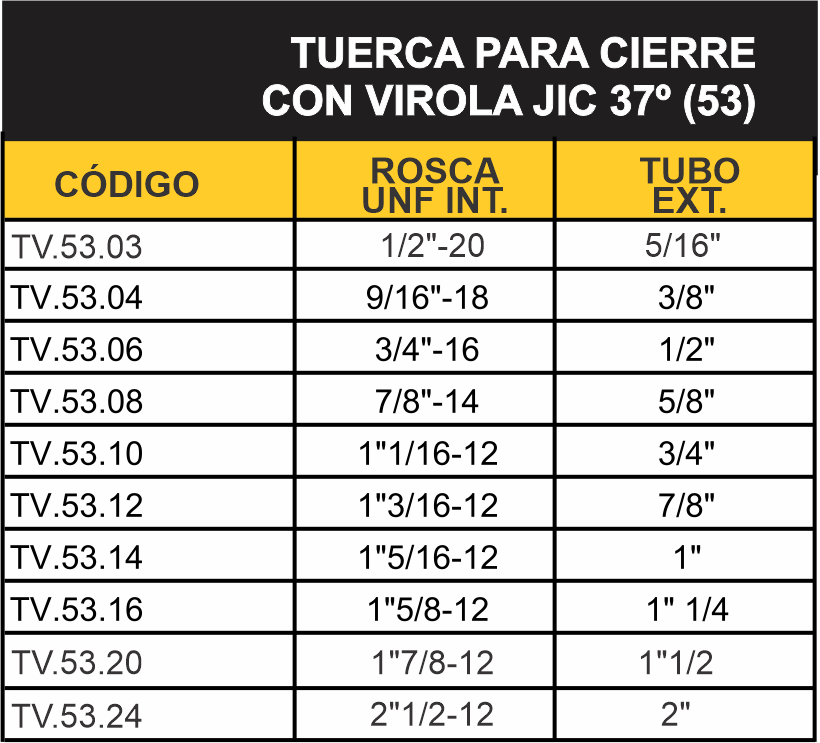 TUERCA PARA CIERRE
CON VIROLA JIC 37º (53)
CÓDIGO ROSCA UNF INT. TUBO EXT.
TV.53.03 1/2"-20 5/16"
TV.53.04 9/16"-18 3/8"
TV.53.06 3/4"-16 1/2"
TV.53.08 7/8"-14 5/8"
TV.53.10 1"1/16-12 3/4"
TV.53.12 1"3/16-12 7/8"
TV.53.14 1"5/16-12 1"
TV.53.16 1"5/8-12 1" 1/4
TV.53.20 1"7/8-12 1"1/2
TV.53.24 2"1/2-12 2"